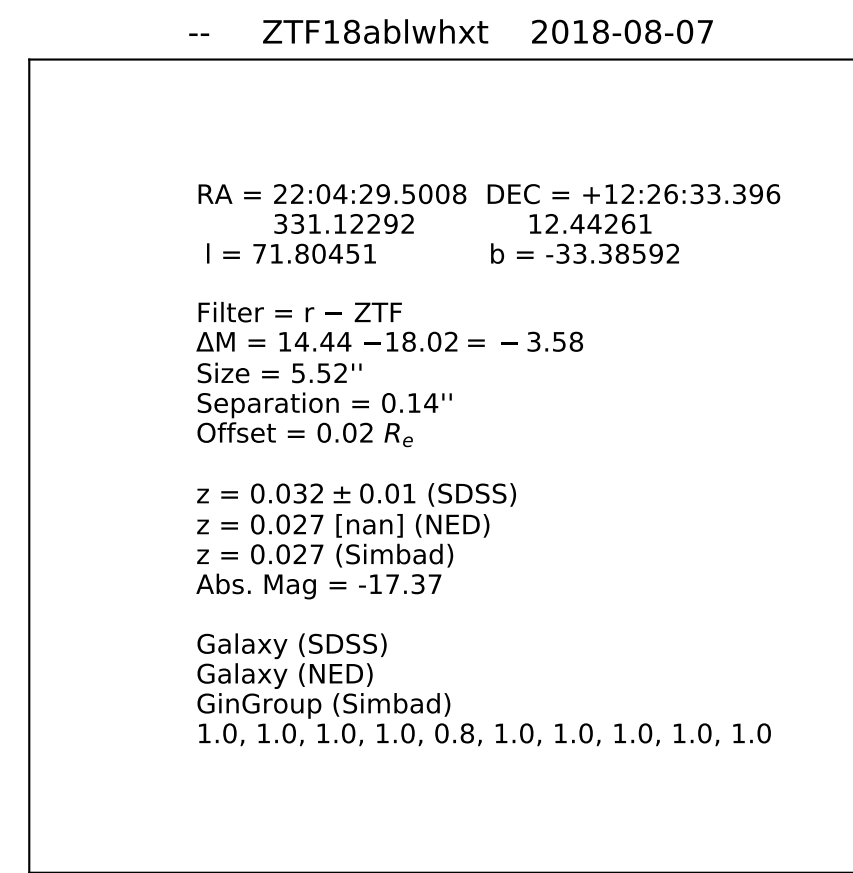 -- ZTF18ablwhxt 2018-08-07
RA = 22:04:29.5008 DEC = +12:26:33.396
331.12292 12.44261
l = 71.80451 b = -33.38592
Filter = r − ZTF
ΔM = 14.44 −18.02 = − 3.58
Size = 5.52''
Separation = 0.14''
Offset = 0.02 Rₑ
z = 0.032 ± 0.01 (SDSS)
z = 0.027 [nan] (NED)
z = 0.027 (Simbad)
Abs. Mag = -17.37
Galaxy (SDSS)
Galaxy (NED)
GinGroup (Simbad)
1.0, 1.0, 1.0, 1.0, 0.8, 1.0, 1.0, 1.0, 1.0, 1.0